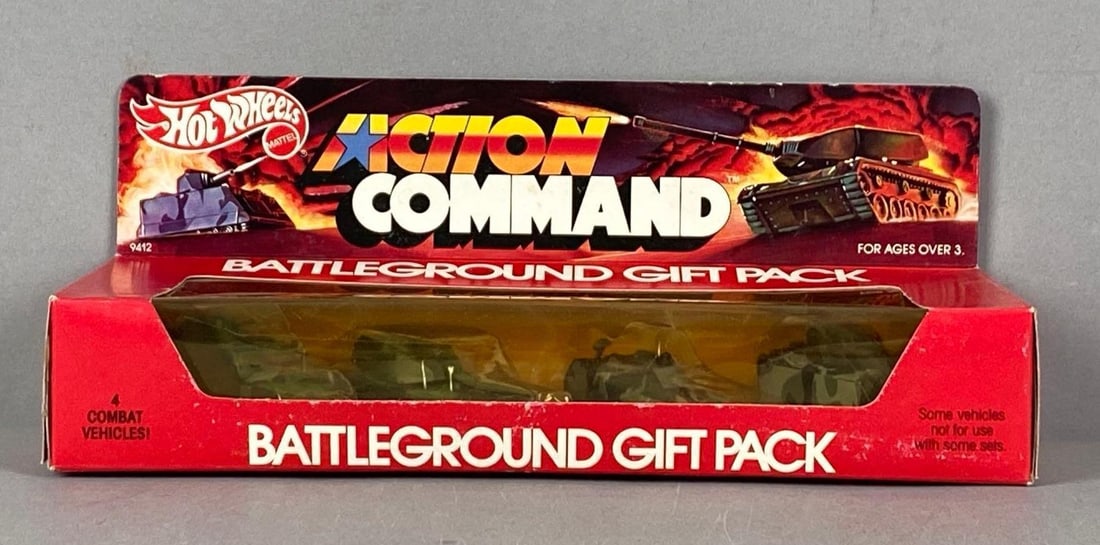 HOT WHEELS
MATTEL
®
ACTION
COMMAND™
9412
FOR AGES OVER 3.
BATTLEGROUND GIFT PACK
4
COMBAT
VEHICLES!
BATTLEGROUND GIFT PACK
Some vehicles
not for use
with some sets.